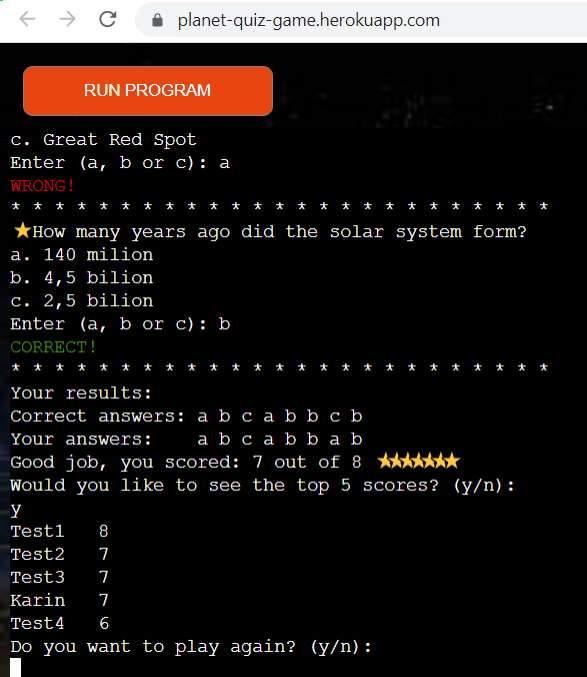 planet-quiz-game.herokuapp.com
RUN PROGRAM
c. Great Red Spot
Enter (a, b or c): a
WRONG!
* * * * * * * * * * * * * * * * * * * * * * * * *
⭐How many years ago did the solar system form?
a. 140 milion
b. 4,5 bilion
c. 2,5 bilion
Enter (a, b or c): b
CORRECT!
* * * * * * * * * * * * * * * * * * * * * * * * *
Your results:
Correct answers: a b c a b b c b
Your answers:    a b c a b b a b
Good job, you scored: 7 out of 8 ⭐⭐⭐⭐⭐⭐⭐
Would you like to see the top 5 scores? (y/n):
y
Test1   8
Test2   7
Test3   7
Karin   7
Test4   6
Do you want to play again? (y/n):